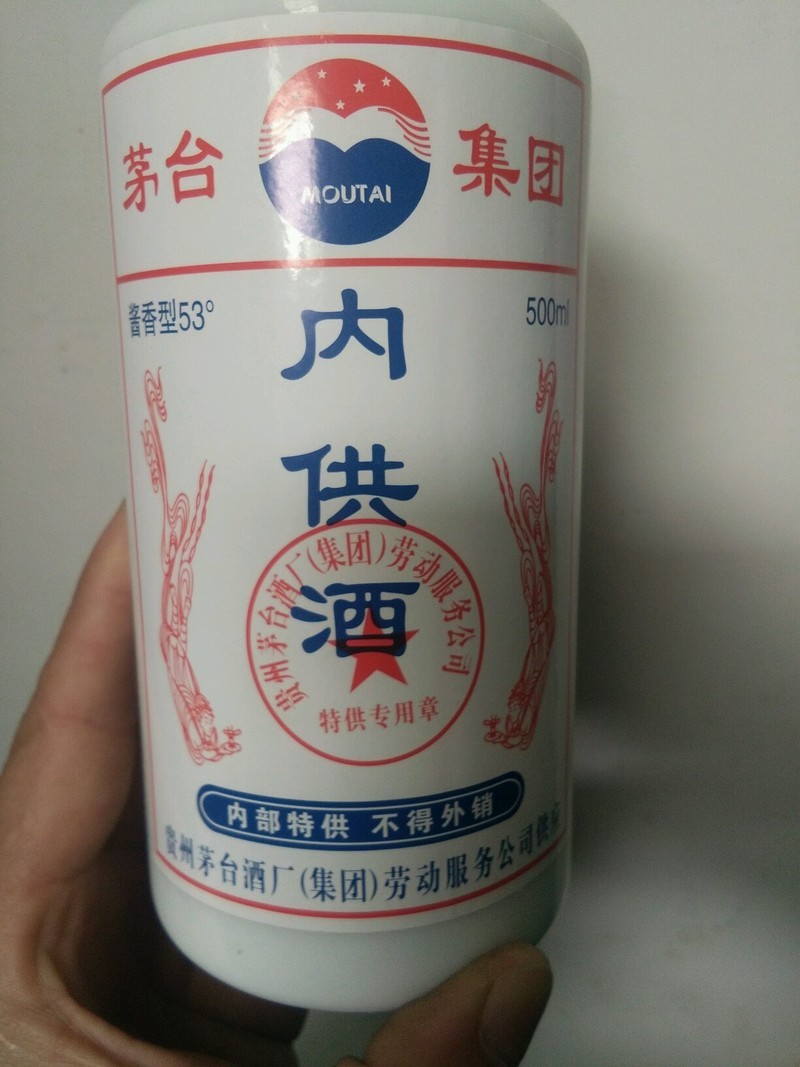 茅台 MOUTAI 集团
酱香型53° 500ml
内
供
酒
贵州茅台酒厂(集团)劳动服务公司
特供专用章
内部特供 不得外销
贵州茅台酒厂(集团)劳动服务公司供应